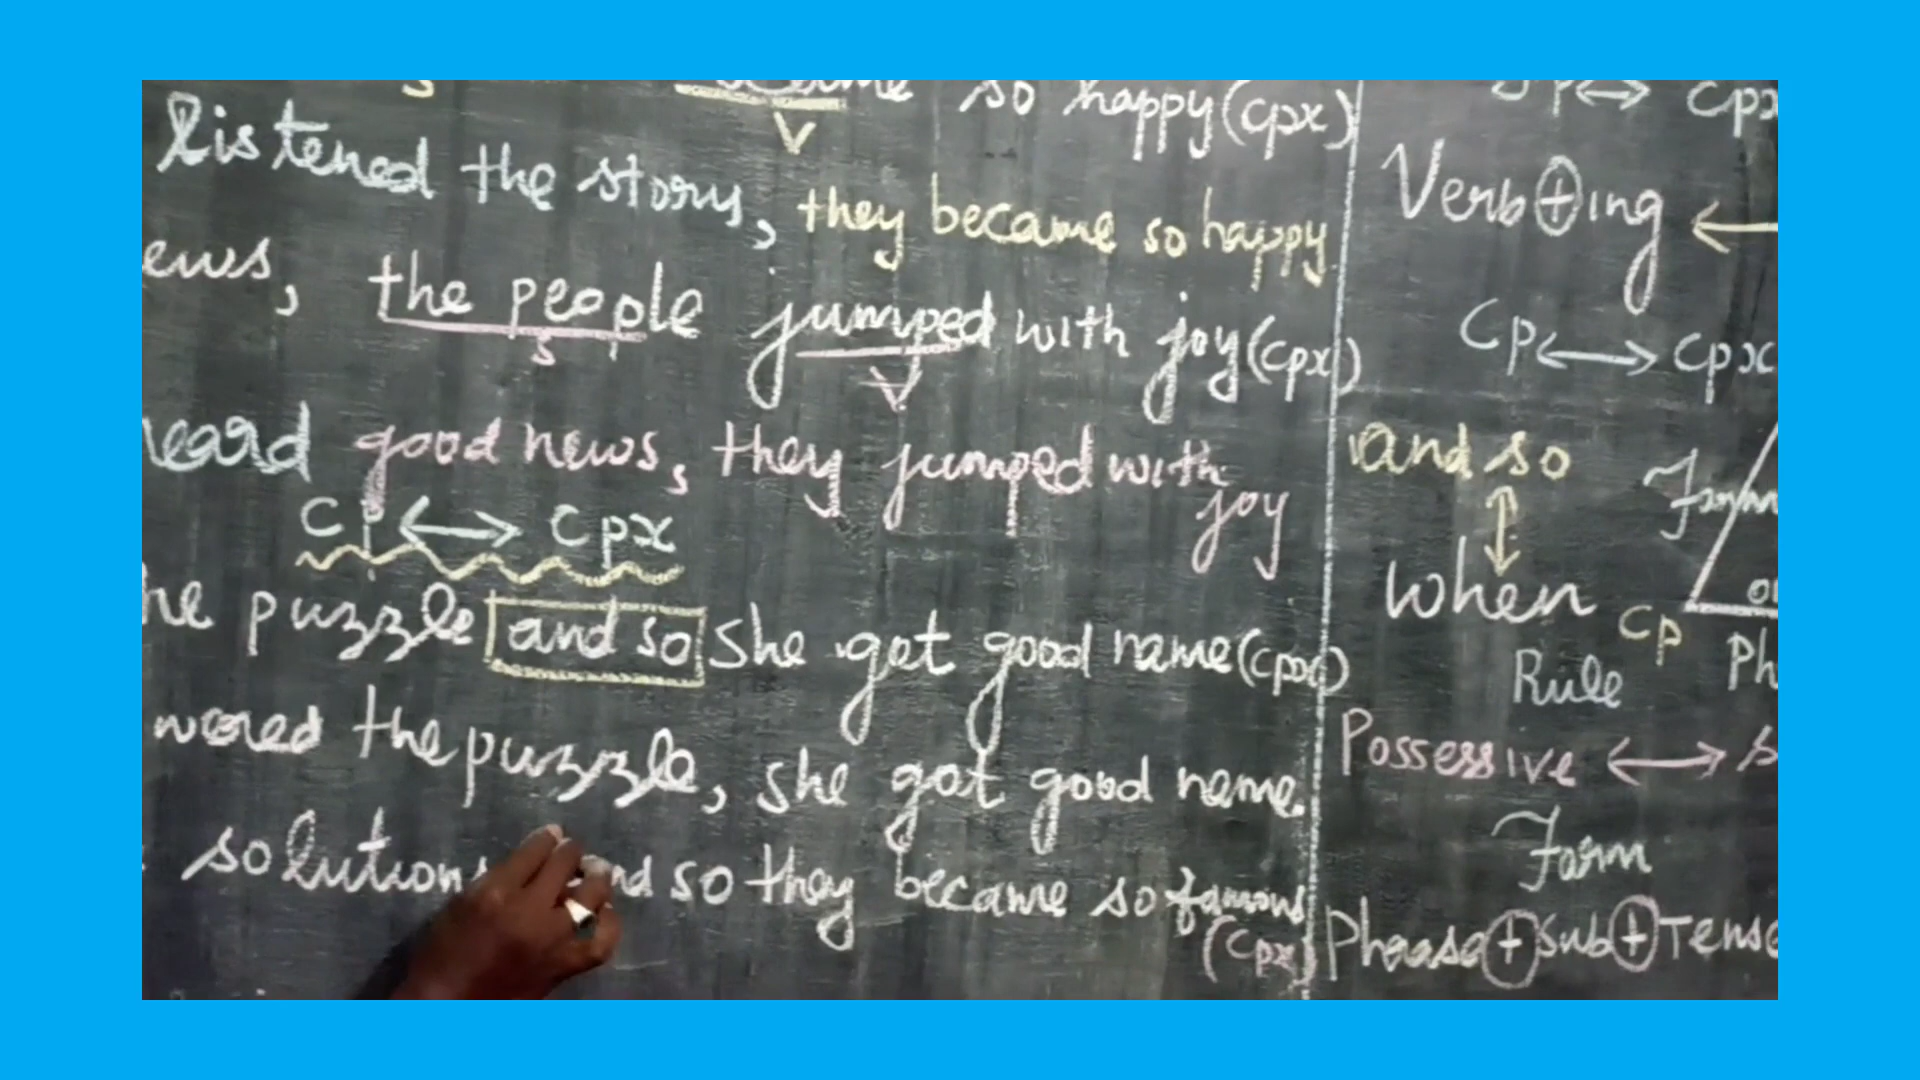 S
so happy (cpx)
V
listened the story, they became so happy.
ews, the people jumped with joy (cpx)
S V
heard good news, they jumped with joy
Cp ↔ Cpx
he puzzle and so She got good name (cpx)
wered the puzzle, she got good name.
solutions and so they became so famous
(cpx)
↔ cpx
Verb + ing ←
Cp ↔ cpx
and so
↕
When
Cp
Rule
Ph
Possessive ↔ S
Form
Phrase + Sub + Tense